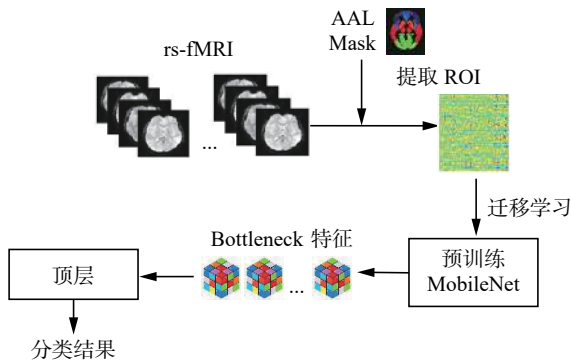 AAL
Mask
rs-fMRI
提取 ROI
...
迁移学习
Bottleneck 特征
预训练
MobileNet
...
顶层
分类结果